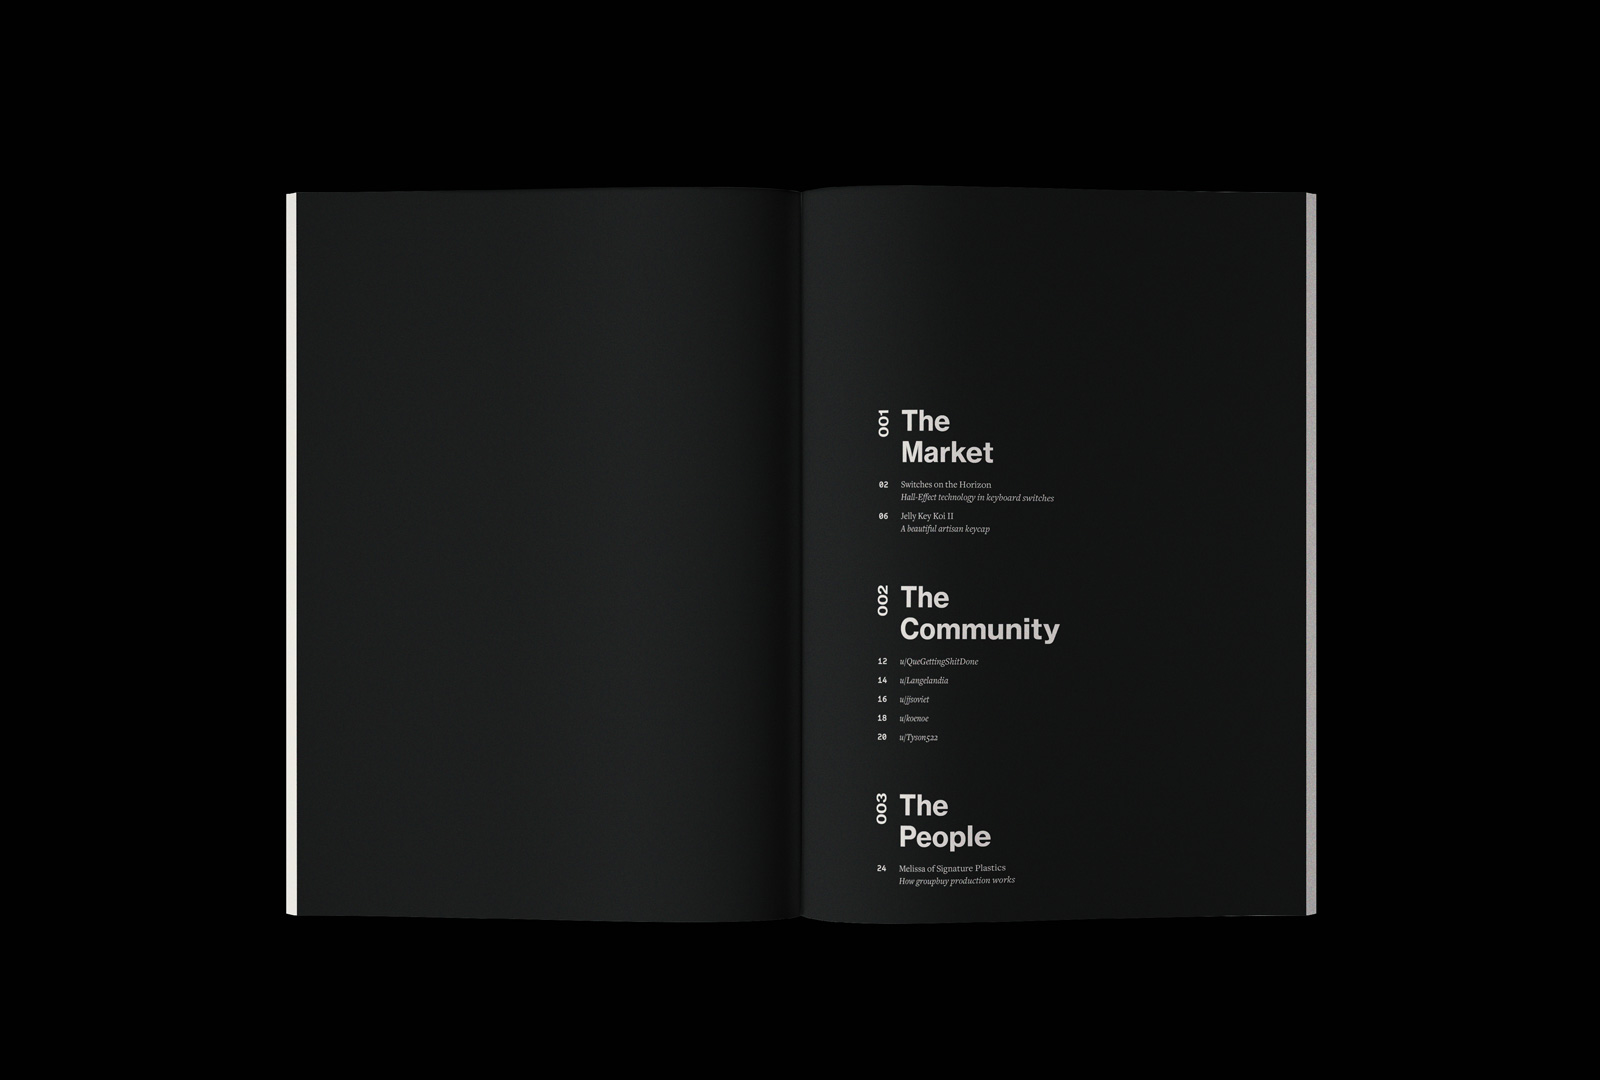 001
The
Market
02 Switches on the Horizon
Hall-Effect technology in keyboard switches
06 Jelly Key Koi II
A beautiful artisan keycap
002
The
Community
12 u/QueGettingShitDone
14 u/Langelandia
16 u/jjsoviet
18 u/koenoe
20 u/Tyson522
003
The
People
24 Melissa of Signature Plastics
How groupbuy production works